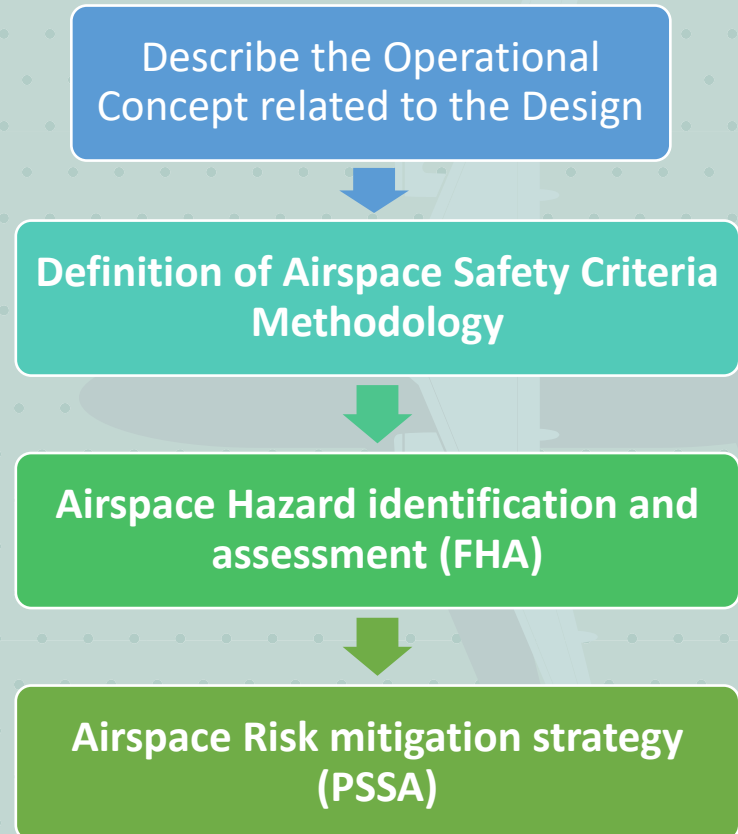 Describe the Operational
Concept related to the Design
Definition of Airspace Safety Criteria
Methodology
Airspace Hazard identification and
assessment (FHA)
Airspace Risk mitigation strategy
(PSSA)